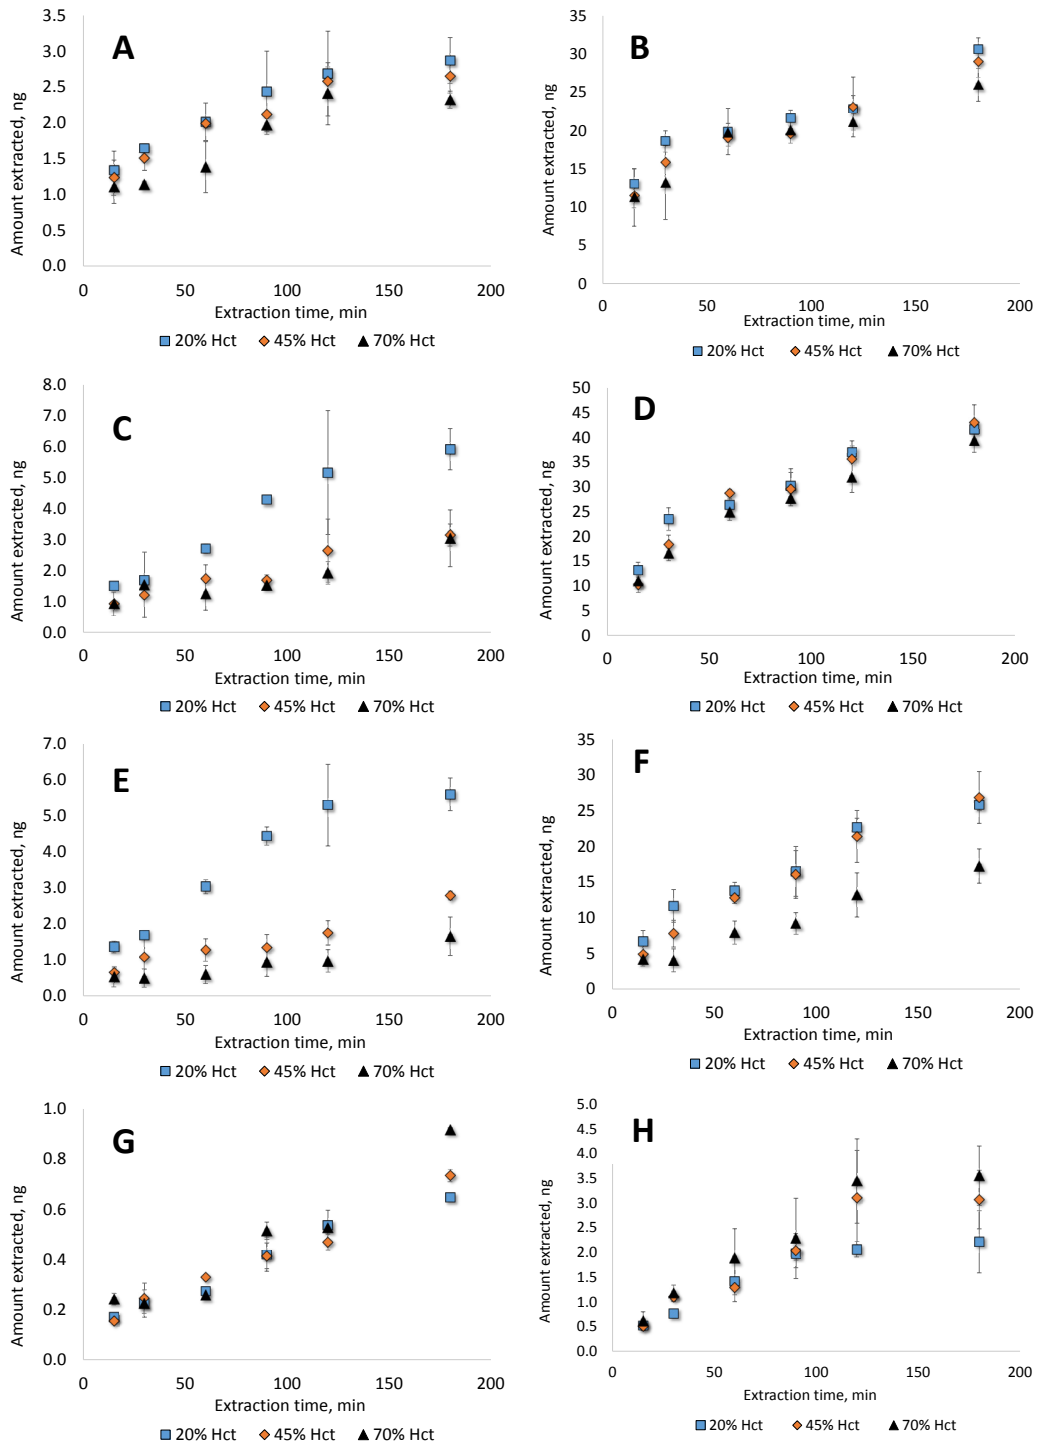 A
Amount extracted, ng
3.5
3.0
2.5
2.0
1.5
1.0
0.5
0.0
0 50 100 150 200
Extraction time, min
20% Hct 45% Hct 70% Hct
B
Amount extracted, ng
35
30
25
20
15
10
5
0
0 50 100 150 200
Extraction time, min
20% Hct 45% Hct 70% Hct
C
Amount extracted, ng
8.0
7.0
6.0
5.0
4.0
3.0
2.0
1.0
0.0
0 50 100 150 200
Extraction time, min
20% Hct 45% Hct 70% Hct
D
Amount extracted, ng
50
45
40
35
30
25
20
15
10
5
0
0 50 100 150 200
Extraction time, min
20% Hct 45% Hct 70% Hct
E
Amount extracted, ng
7.0
6.0
5.0
4.0
3.0
2.0
1.0
0.0
0 50 100 150 200
Extraction time, min
20% Hct 45% Hct 70% Hct
F
Amount extracted, ng
35
30
25
20
15
10
5
0
0 50 100 150 200
Extraction time, min
20% Hct 45% Hct 70% Hct
G
Amount extracted, ng
1.0
0.8
0.6
0.4
0.2
0.0
0 50 100 150 200
Extraction time, min
20% Hct 45% Hct 70% Hct
H
Amount extracted, ng
5.0
4.5
4.0
3.5
3.0
2.5
2.0
1.5
1.0
0.5
0.0
0 50 100 150 200
Extraction time, min
20% Hct 45% Hct 70% Hct